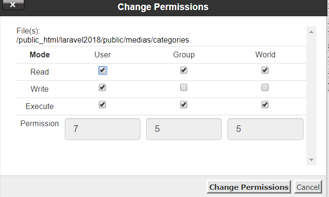 Change Permissions
File(s):
/public_html/laravel2018/public/medias/categories
Mode User Group World
Read
Write
Execute
Permission 7 5 5
Change Permissions Cancel